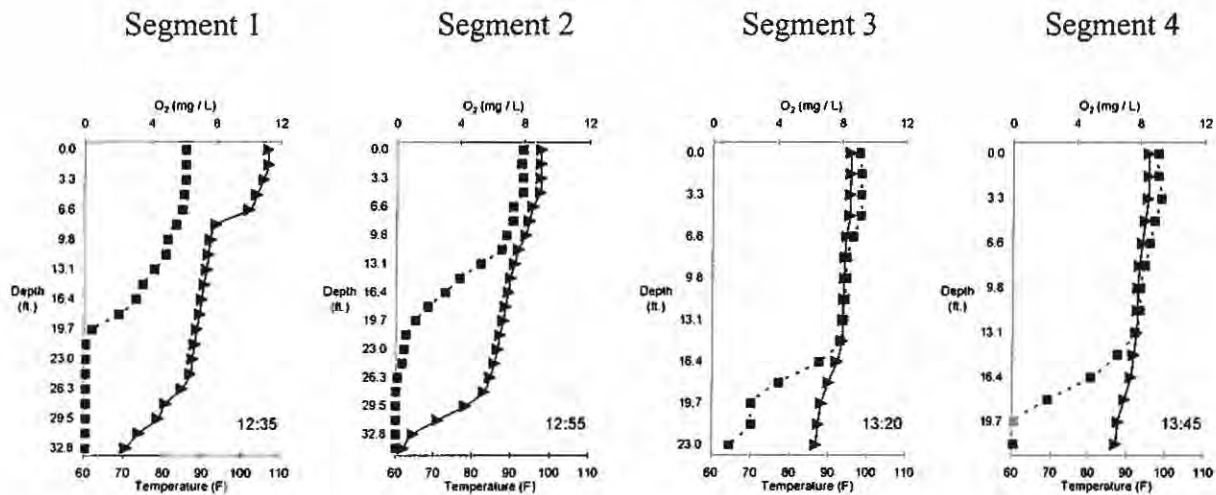 Segment 1
Segment 2
Segment 3
Segment 4
O₂ (mg / L)
0 4 8 12
0.0
3.3
6.6
9.8
13.1
16.4
19.7
23.0
26.3
29.5
32.8
Depth
(ft.)
12:35
60 70 80 90 100 110
Temperature (F)
O₂ (mg / L)
0 4 8 12
0.0
3.3
6.6
9.8
13.1
16.4
19.7
23.0
26.3
29.5
32.8
Depth
(ft.)
12:55
60 70 80 90 100 110
Temperature (F)
O₂ (mg / L)
0 4 8 12
0.0
3.3
6.6
9.8
13.1
16.4
19.7
23.0
Depth
(ft.)
13:20
60 70 80 90 100 110
Temperature (F)
O₂ (mg / L)
0 4 8 12
0.0
3.3
6.6
9.8
13.1
16.4
19.7
Depth
(ft.)
13:45
60 70 80 90 100 110
Temperature (F)